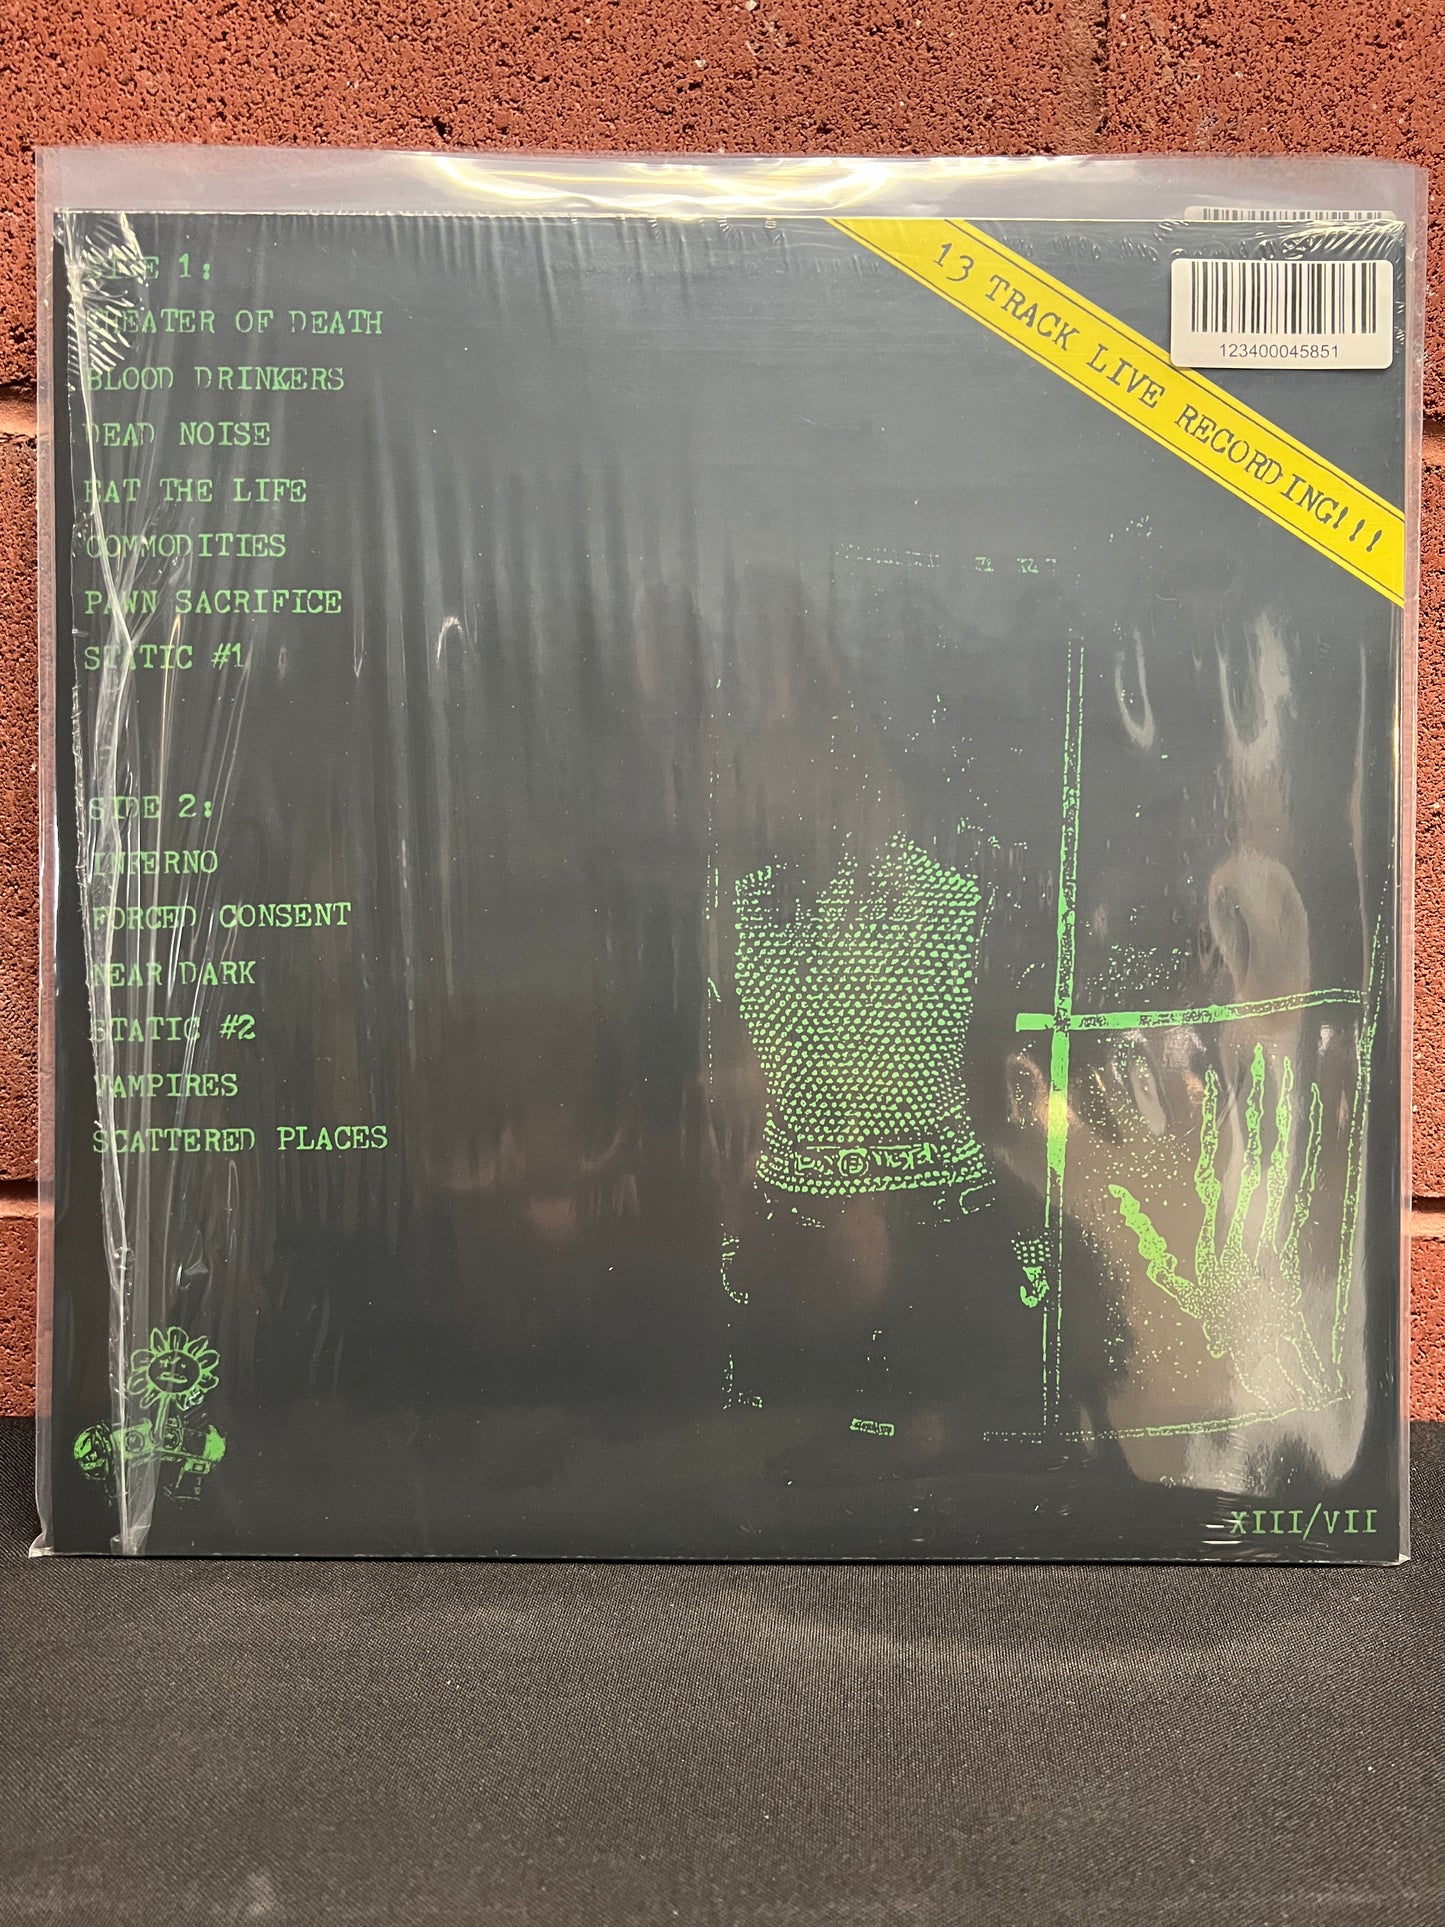 SIDE 1:
THEATER OF DEATH
BLOOD DRINKERS
DEAD NOISE
EAT THE LIFE
COMMODITIES
PAWN SACRIFICE
STATIC #1
SIDE 2:
INFERNO
FORCED CONSENT
NEAR DARK
STATIC #2
VAMPIRES
SCATTERED PLACES
13 TRACK LIVE RECORDING!!!
123400045851
XIII/VII